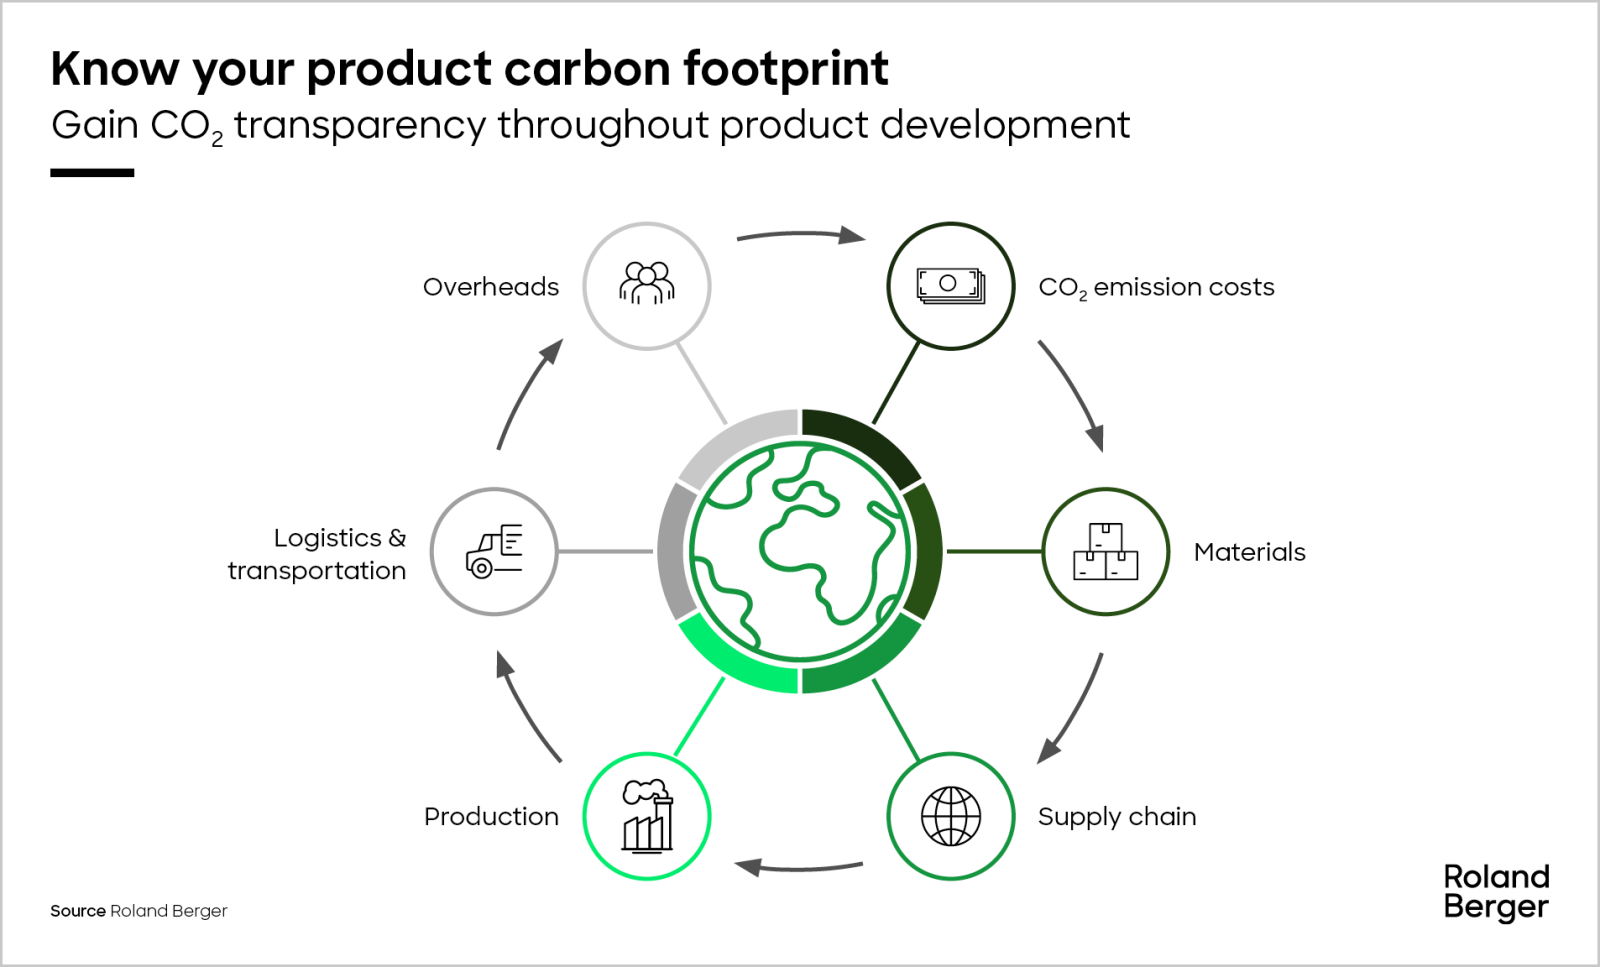 Know your product carbon footprint
Gain CO₂ transparency throughout product development
Overheads
CO₂ emission costs
Logistics &
transportation
Materials
Production
Supply chain
Source Roland Berger
Roland
Berger